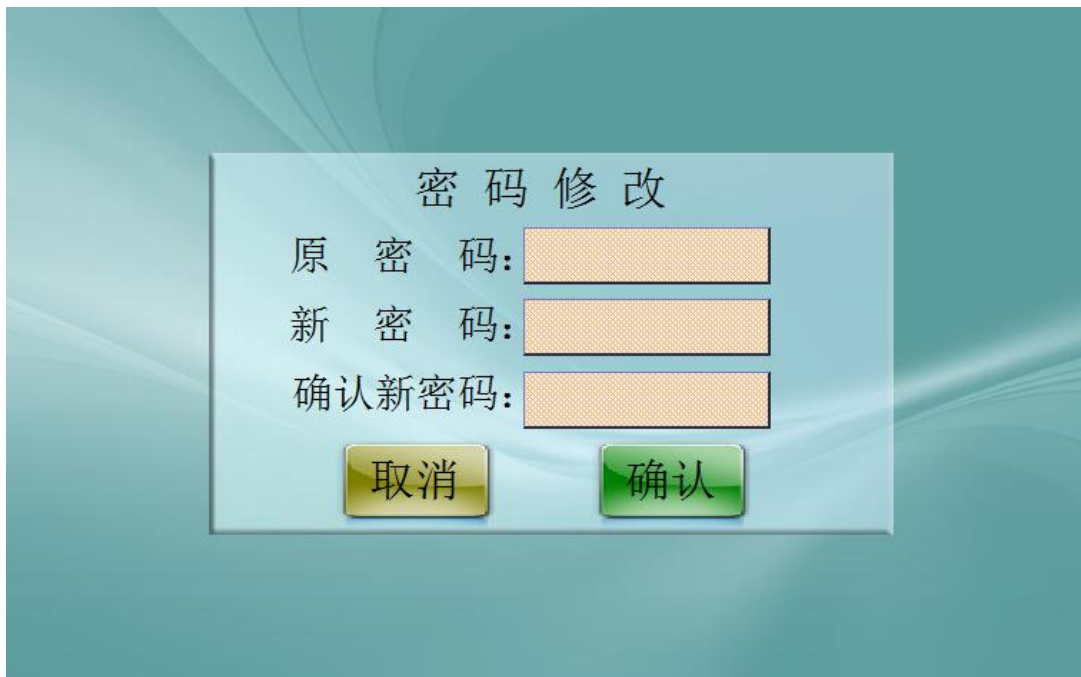 密码修改
原 密 码：
新 密 码：
确认新密码：
取消 确认